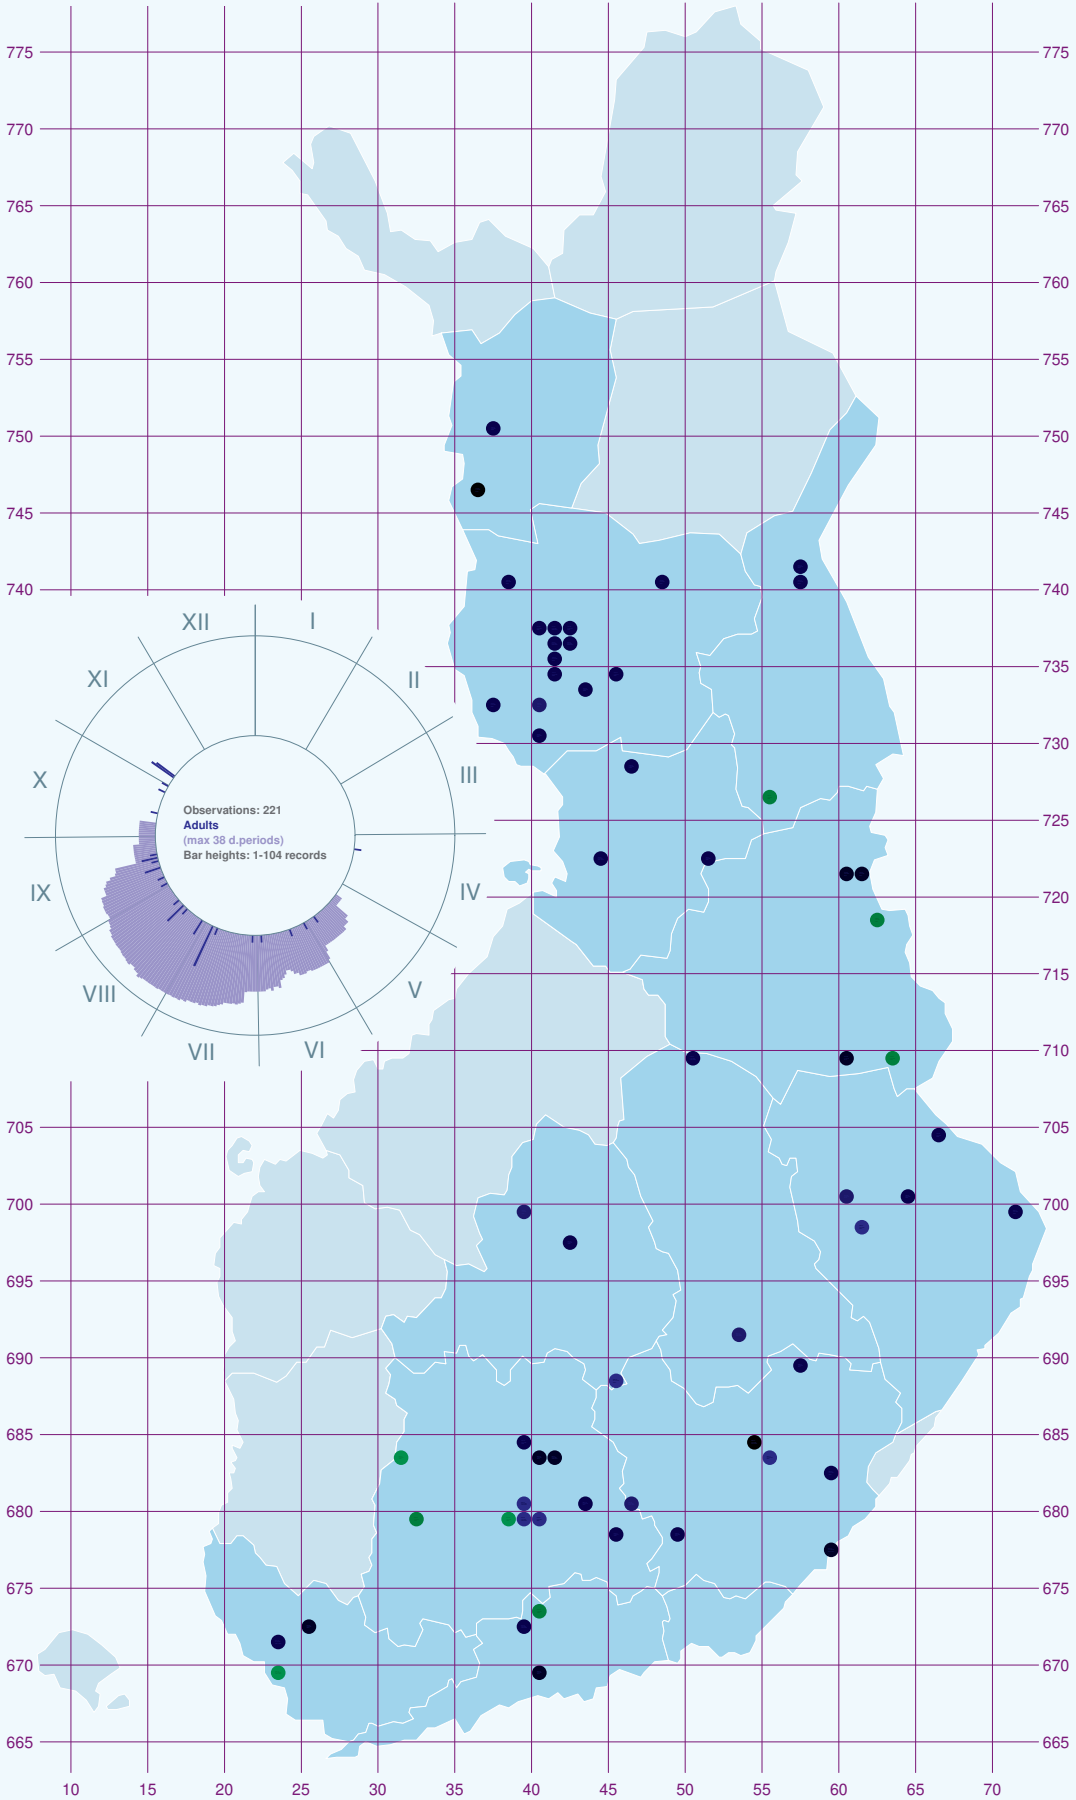 775 775
770 770
765 765
760 760
755 755
750 750
745 745
740 740
XII I
XI II
735 735
730 730
X III
Observations: 221
Adults
(max 38 d.periods)
Bar heights: 1-104 records
725 725
IX IV
720 720
VIII V
715 715
VII VI
710 710
705 705
700 700
695 695
690 690
685 685
680 680
675 675
670 670
665 665
10 15 20 25 30 35 40 45 50 55 60 65 70